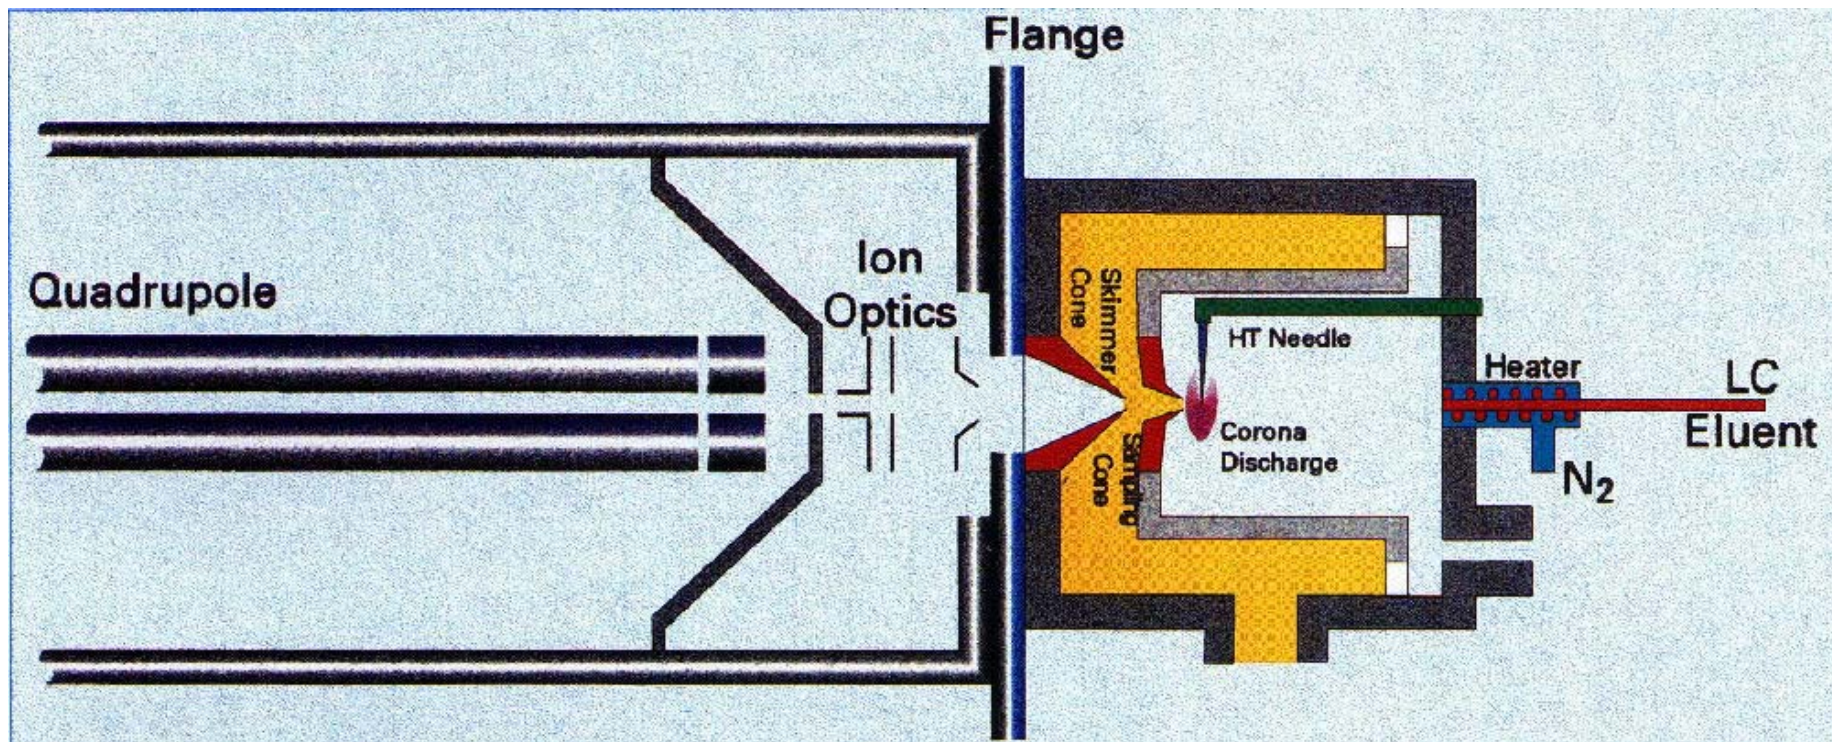 Flange
Ion
Optics
Quadrupole
Skimmer
Cone
HT Needle
Heater
LC
Eluent
Corona
Discharge
Sampling
Cone
N₂